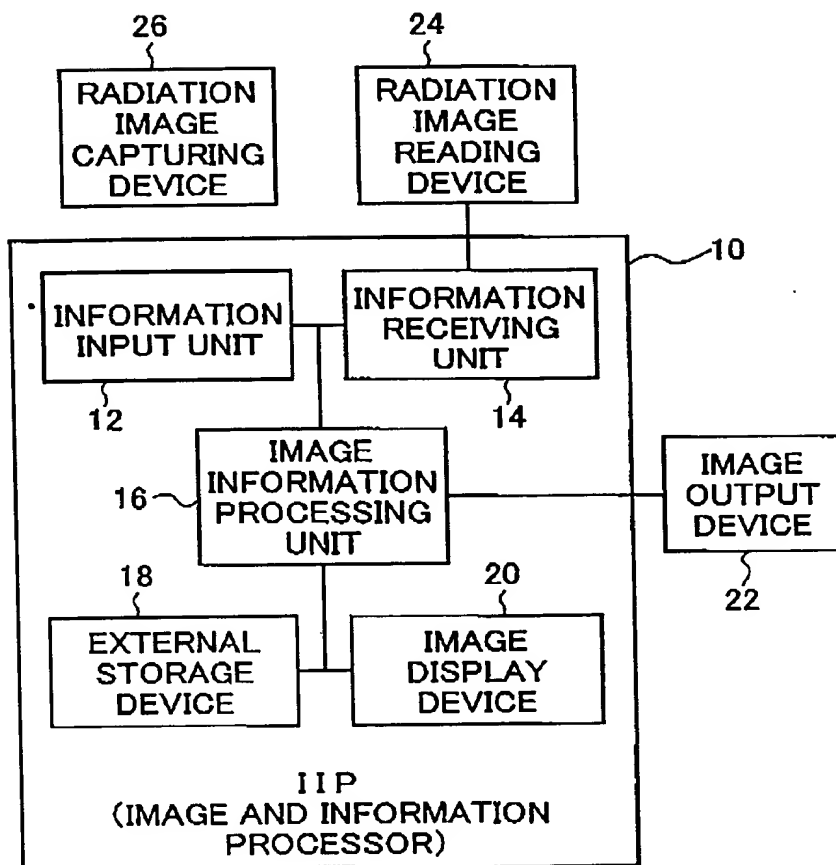 26
RADIATION
IMAGE
CAPTURING
DEVICE
24
RADIATION
IMAGE
READING
DEVICE
10
INFORMATION
INPUT UNIT
12
INFORMATION
RECEIVING
UNIT
14
16
IMAGE
INFORMATION
PROCESSING
UNIT
IMAGE
OUTPUT
DEVICE
22
18
EXTERNAL
STORAGE
DEVICE
20
IMAGE
DISPLAY
DEVICE
IIP
(IMAGE AND INFORMATION
PROCESSOR)